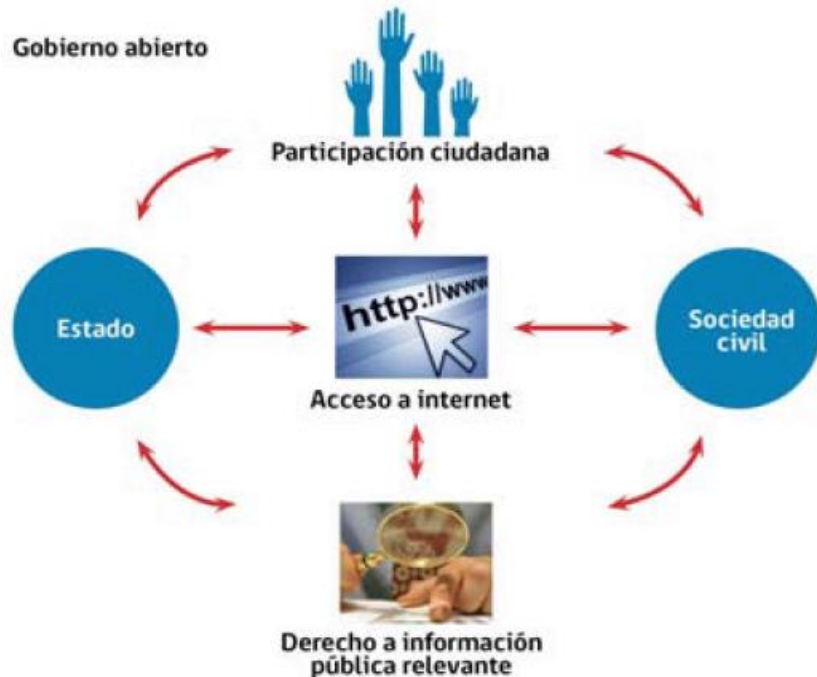 Gobierno abierto
Participación ciudadana
Estado
http://www
Sociedad
civil
Acceso a internet
Derecho a información
pública relevante